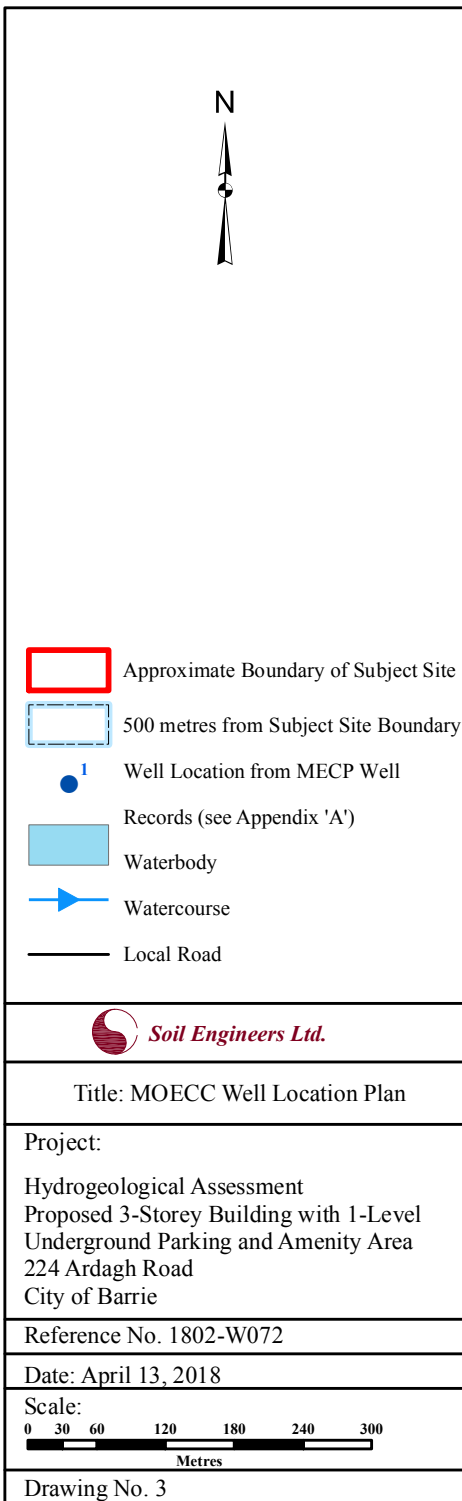 N
Approximate Boundary of Subject Site
500 metres from Subject Site Boundary
1
Well Location from MECP Well
Records (see Appendix 'A')
Waterbody
Watercourse
Local Road
Soil Engineers Ltd.
Title: MOECC Well Location Plan
Project:
Hydrogeological Assessment
Proposed 3-Storey Building with 1-Level
Underground Parking and Amenity Area
224 Ardagh Road
City of Barrie
Reference No. 1802-W072
Date: April 13, 2018
Scale:
0 30 60 120 180 240 300
Metres
Drawing No. 3